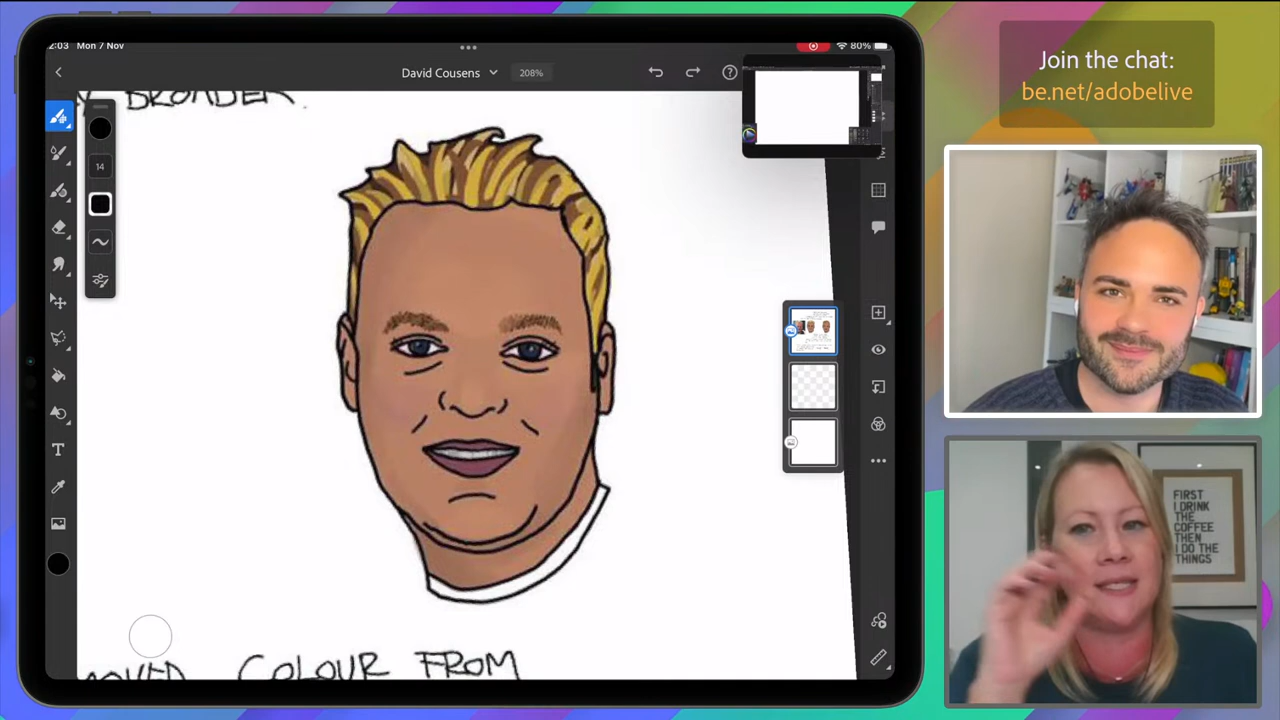 2:03 Mon 7 Nov
80%
David Cousens
208%
BROADER
14
T
COLOUR FROM
Join the chat:
be.net/adobelive
FIRST
I DRINK
THE
COFFEE
THEN
I DO THE
THINGS